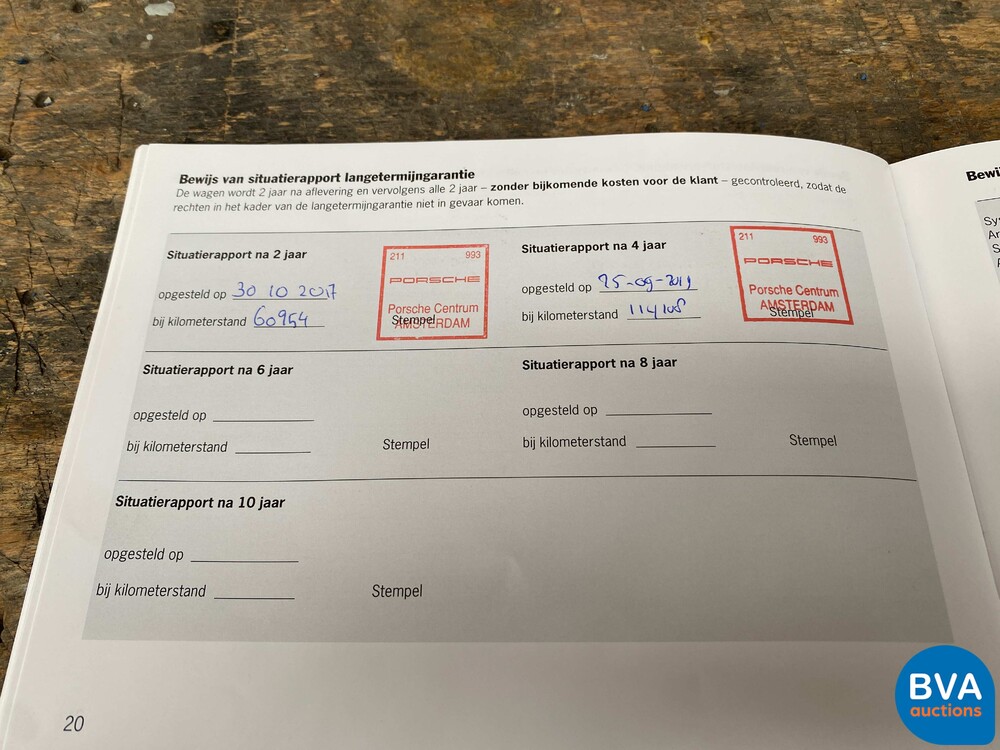 Bewijs van situatierapport langetermijngarantie
De wagen wordt 2 jaar na aflevering en vervolgens alle 2 jaar – zonder bijkomende kosten voor de klant – gecontroleerd, zodat de
rechten in het kader van de langetermijngarantie niet in gevaar komen.
Situatierapport na 2 jaar
opgesteld op 30 10 2017
bij kilometerstand 60954
Stempel
211 993
PORSCHE
Porsche Centrum
AMSTERDAM
Situatierapport na 4 jaar
opgesteld op 25-09-2019
bij kilometerstand 114108
Stempel
211 993
PORSCHE
Porsche Centrum
AMSTERDAM
Situatierapport na 6 jaar
opgesteld op
bij kilometerstand
Stempel
Situatierapport na 8 jaar
opgesteld op
bij kilometerstand
Stempel
Situatierapport na 10 jaar
opgesteld op
bij kilometerstand
Stempel
20
BVA
auctions